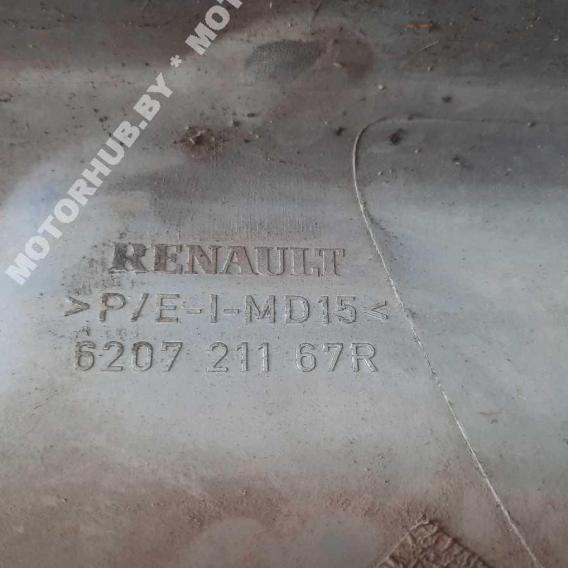 MOTORHUB.BY * MOT
RENAULT
>P/E-I-MD15<
6207 211 67R